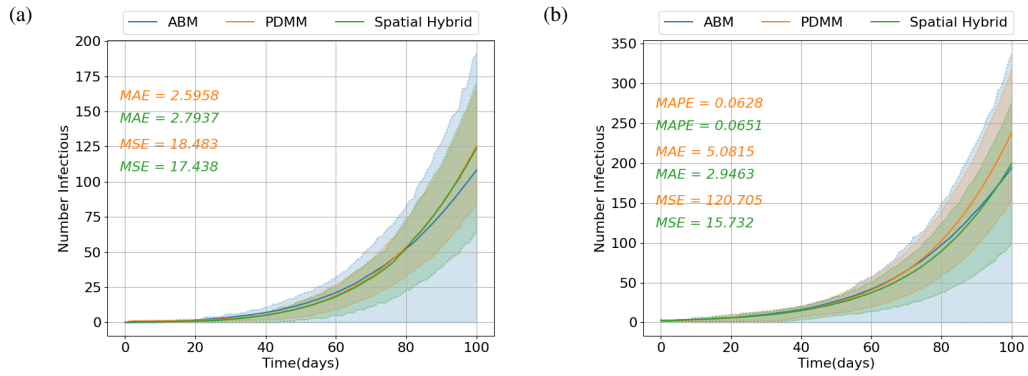 (a)
ABM PDMM Spatial Hybrid
200
175
150
125
100
75
50
25
0
Number Infectious
MAE = 2.5958
MAE = 2.7937
MSE = 18.483
MSE = 17.438
0 20 40 60 80 100
Time(days)
(b)
ABM PDMM Spatial Hybrid
350
300
250
200
150
100
50
0
Number Infectious
MAPE = 0.0628
MAPE = 0.0651
MAE = 5.0815
MAE = 2.9463
MSE = 120.705
MSE = 15.732
0 20 40 60 80 100
Time(days)